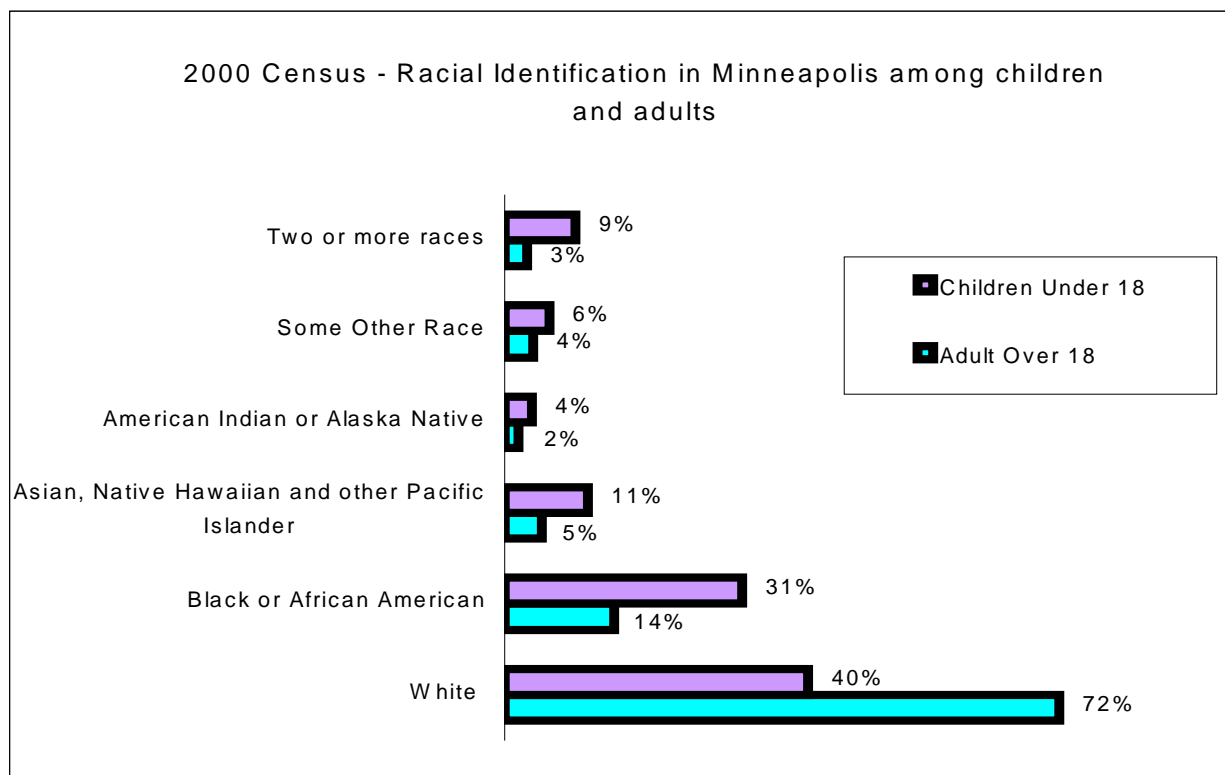 2000 Census - Racial Identification in Minneapolis among children
and adults
Two or more races
9%
3%
Some Other Race
6%
4%
American Indian or Alaska Native
4%
2%
Asian, Native Hawaiian and other Pacific
Islander
11%
5%
Black or African American
31%
14%
White
40%
72%
Children Under 18
Adult Over 18